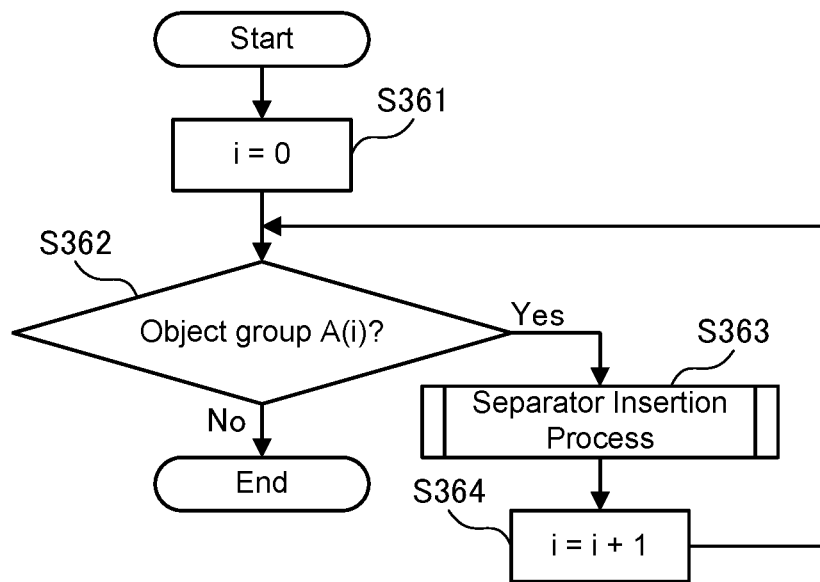 Start
S361
i = 0
S362
Object group A(i)?
Yes
S363
No
Separator Insertion
Process
End
S364
i = i + 1